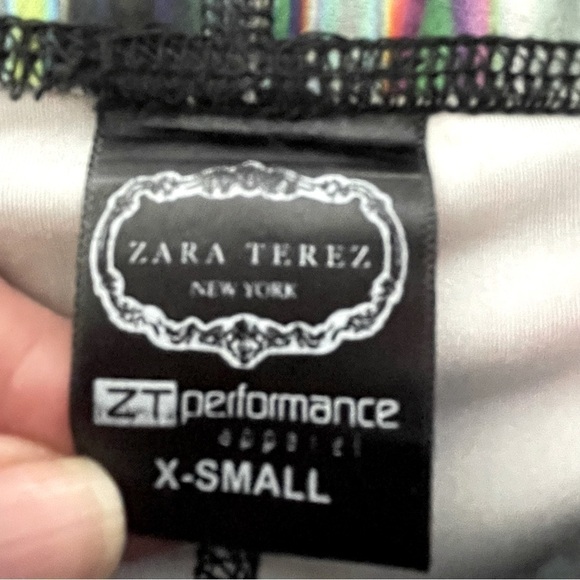 ZARA TEREZ
NEW YORK
ZT performance
apparel
X-SMALL